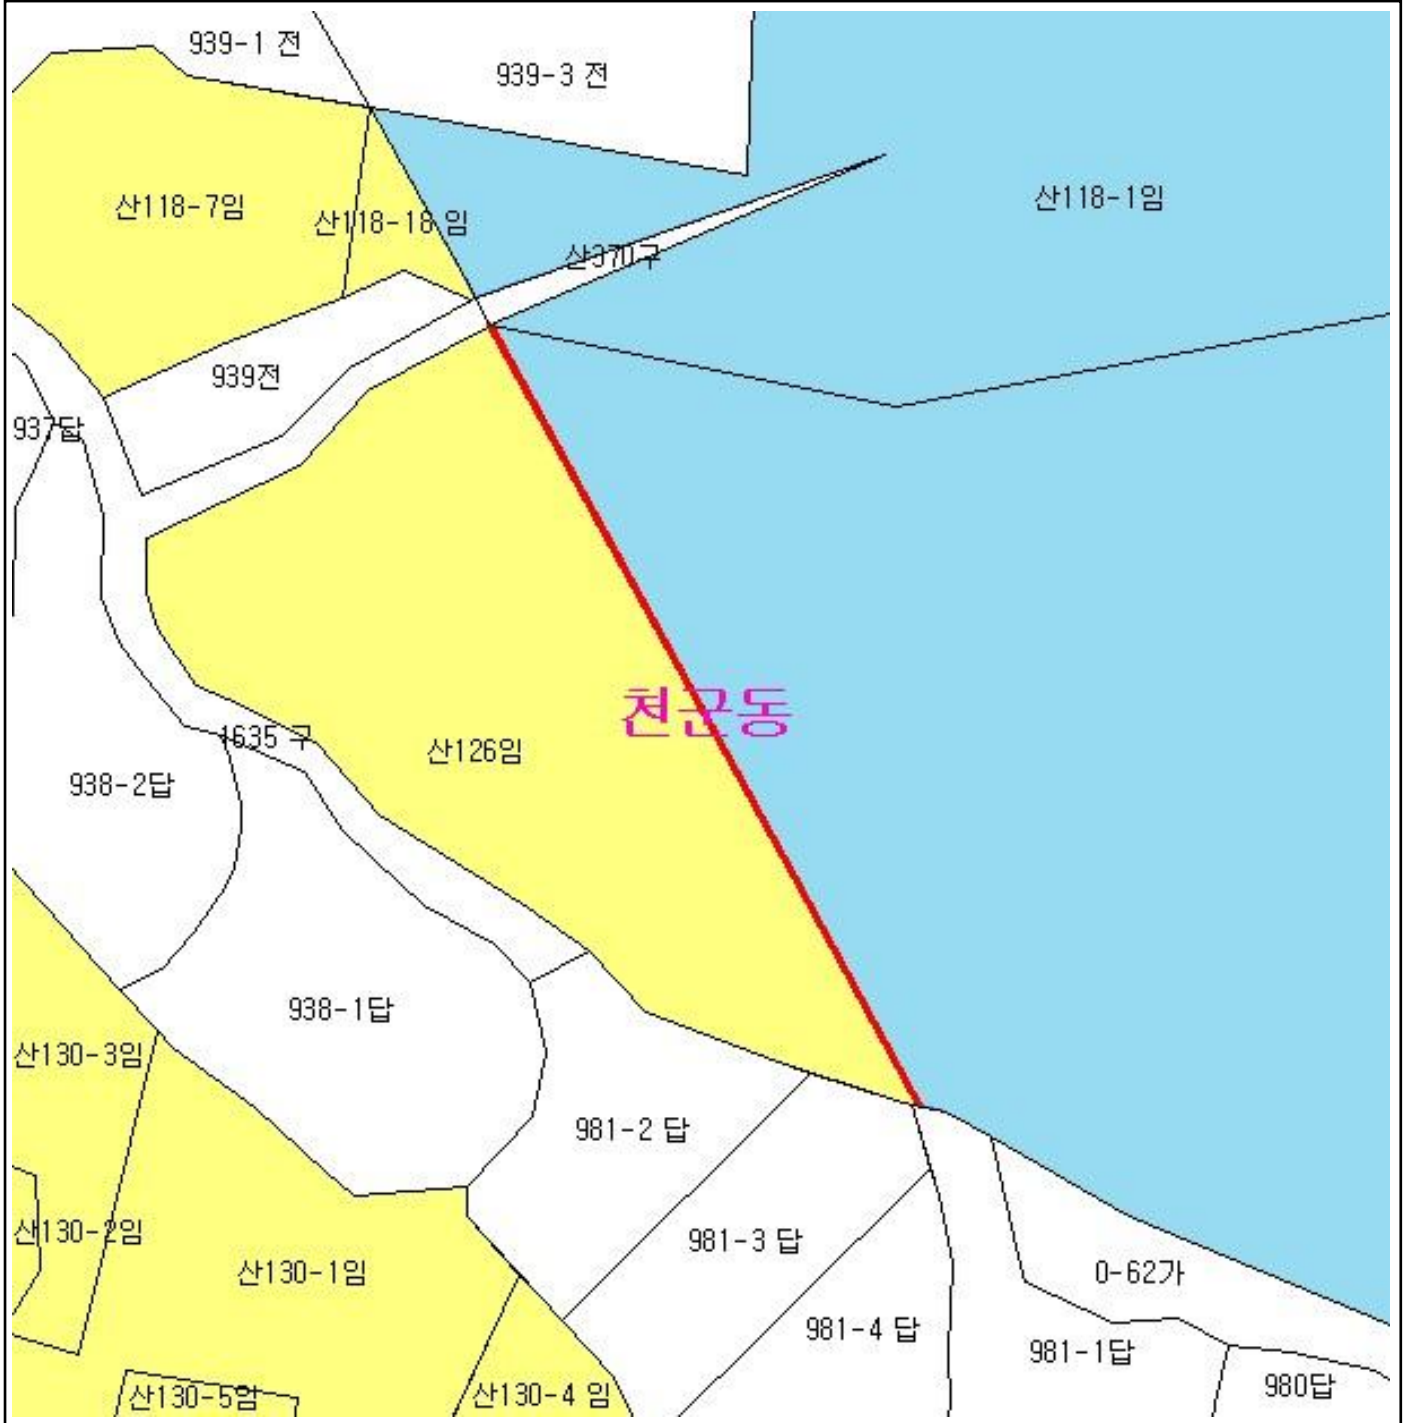 939-1 전
939-3 전
산118-7임
산118-18 임
산118-1임
산370구
939전
937답
천군동
1635 구
산126임
938-2답
938-1답
산130-3임
981-2 답
산130-2임
981-3 답
산130-1임
0-62가
981-4 답
981-1답
980답
산130-5임
산130-4 임